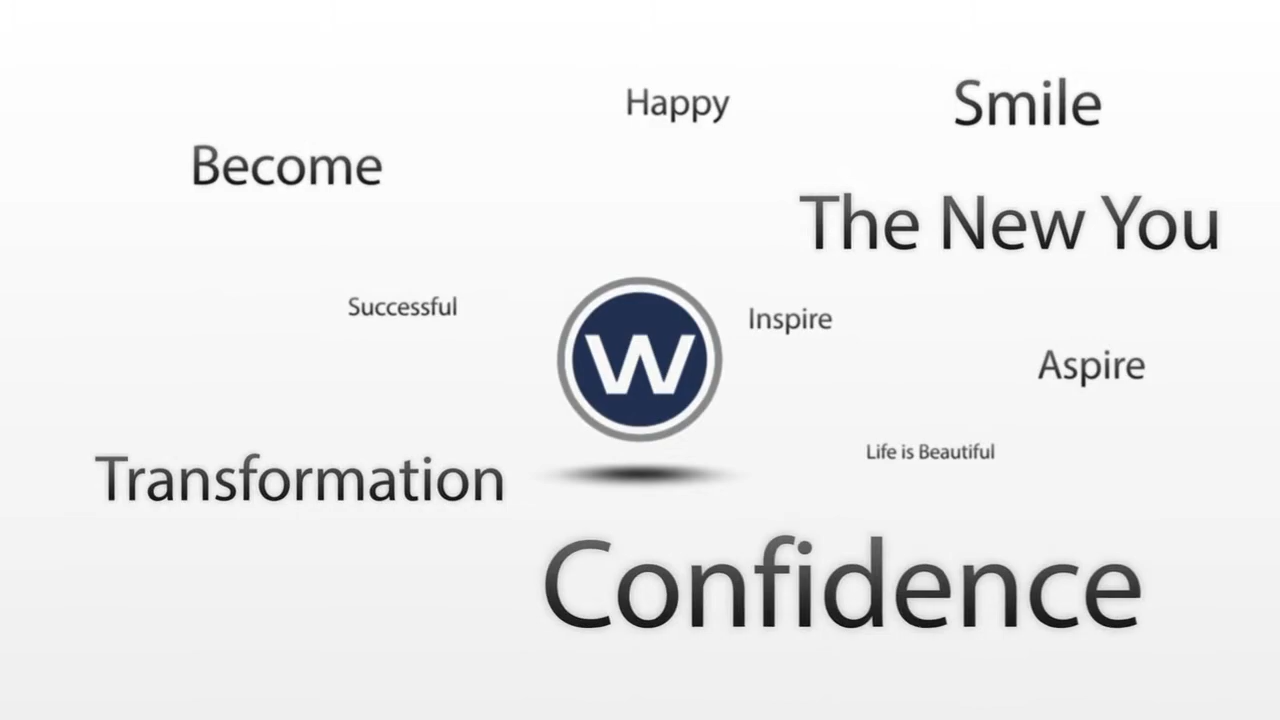 Happy
Smile
Become
The New You
Successful
W
Inspire
Aspire
Life is Beautiful
Transformation
Confidence